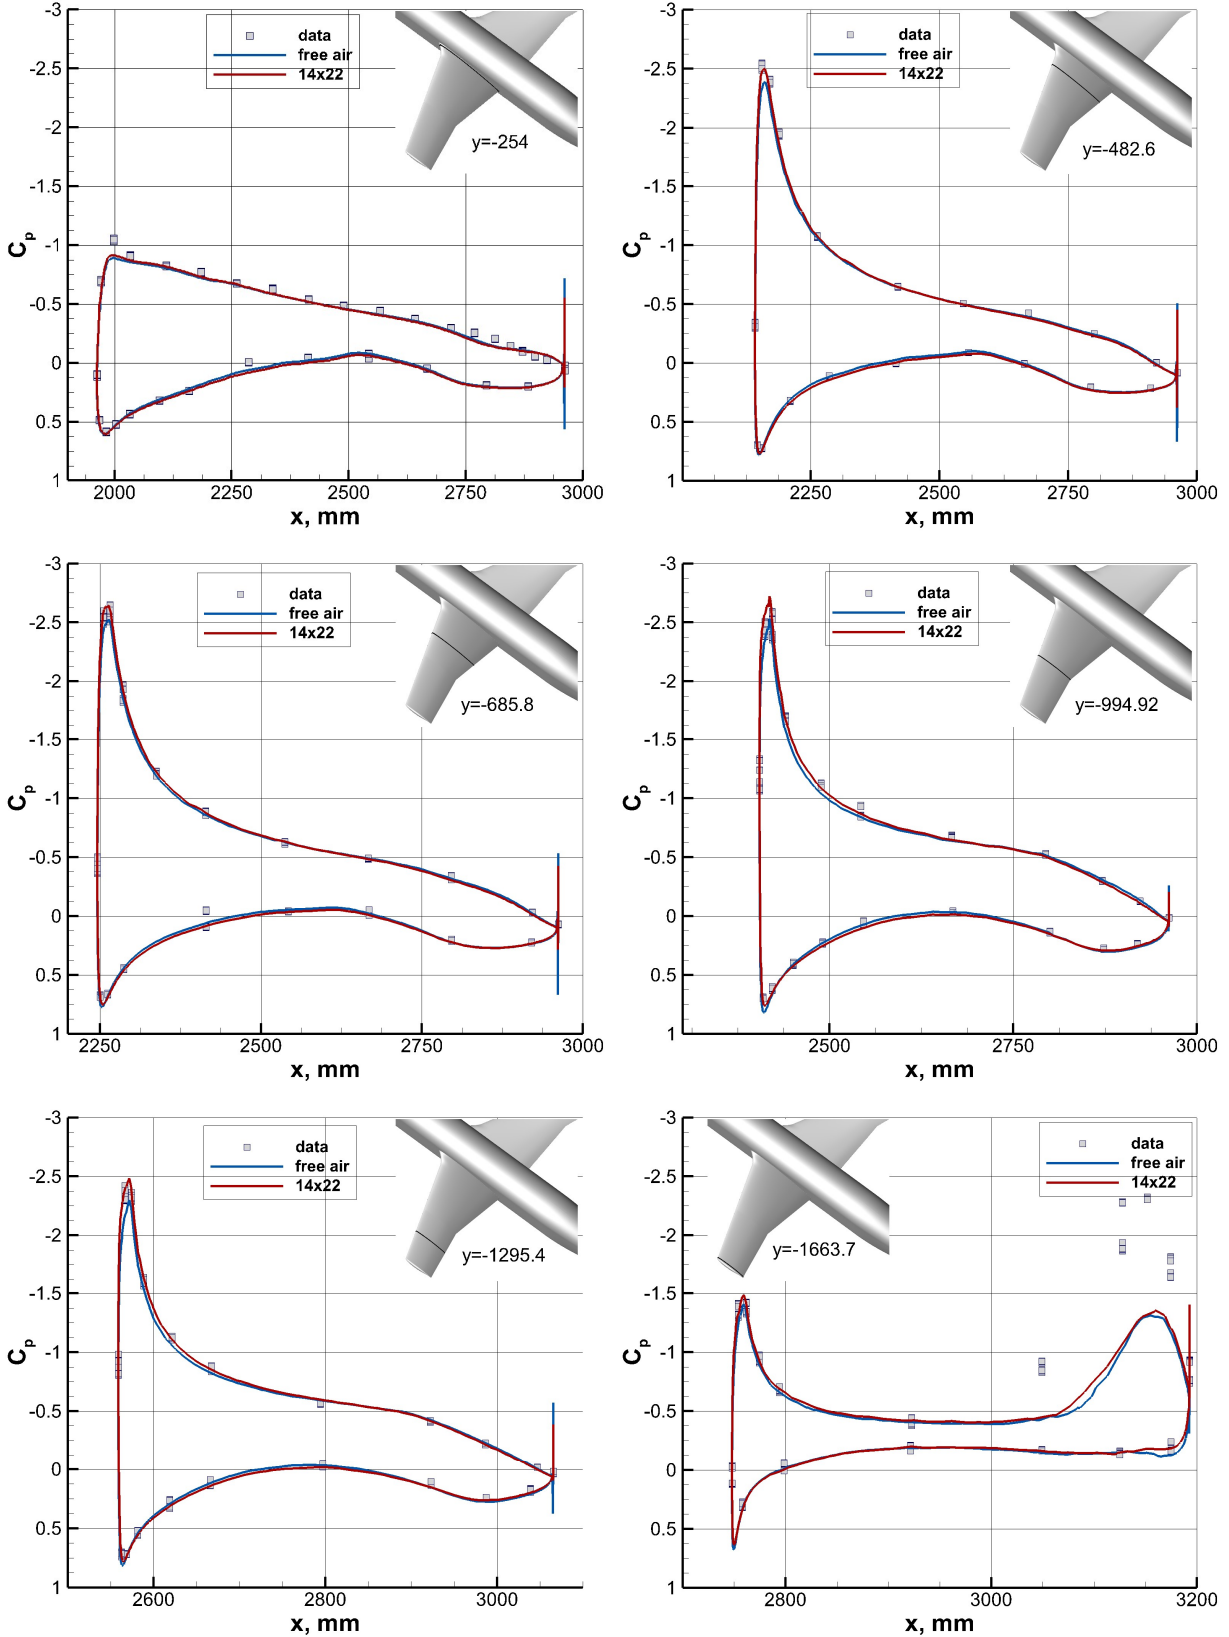 -3
-2.5
-2
-1.5
-1
-0.5
0
0.5
1
Cp
data
free air
14x22
y=-254
2000
2250
2500
2750
3000
x, mm
-3
-2.5
-2
-1.5
-1
-0.5
0
0.5
1
Cp
data
free air
14x22
y=-482.6
2250
2500
2750
3000
x, mm
-3
-2.5
-2
-1.5
-1
-0.5
0
0.5
1
Cp
data
free air
14x22
y=-685.8
2250
2500
2750
3000
x, mm
-3
-2.5
-2
-1.5
-1
-0.5
0
0.5
1
Cp
data
free air
14x22
y=-994.92
2500
2750
3000
x, mm
-3
-2.5
-2
-1.5
-1
-0.5
0
0.5
1
Cp
data
free air
14x22
y=-1295.4
2600
2800
3000
x, mm
-3
-2.5
-2
-1.5
-1
-0.5
0
0.5
1
Cp
data
free air
14x22
y=-1663.7
2800
3000
3200
x, mm